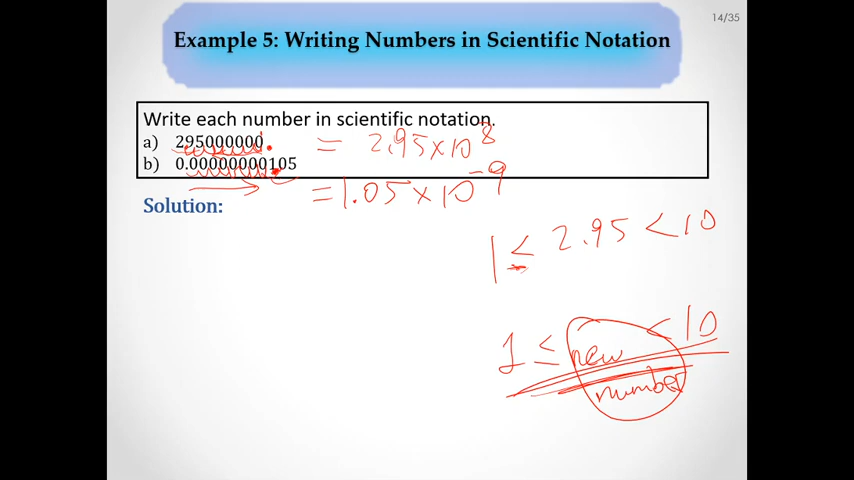 14/35
Example 5: Writing Numbers in Scientific Notation
Write each number in scientific notation.
a) 295000000. = 2.95×10^8
b) 0.00000000105 = 1.05×10^-9
Solution:
1 ≤ 2.95 < 10
1 ≤ new number < 10